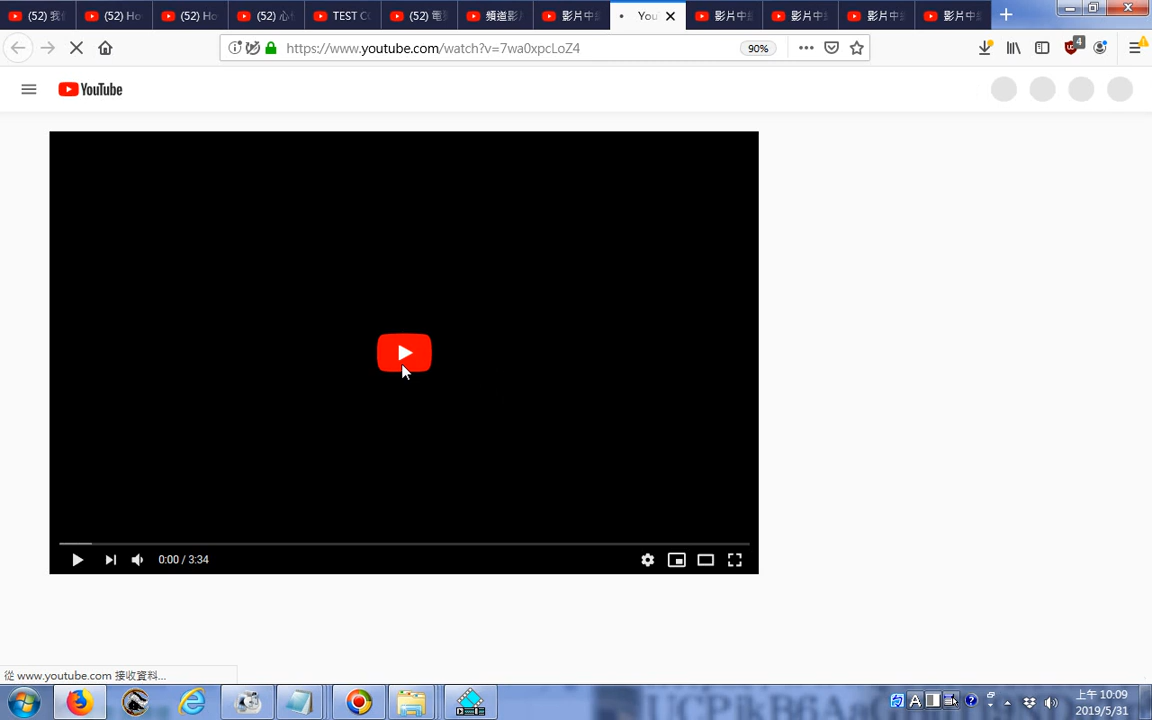 (52) 我
(52) Ho
(52) Ho
(52) 心
TEST CO
(52) 電
頻道影
影片中
You
影片中
影片中
影片中
影片中
https://www.youtube.com/watch?v=7wa0xpcLoZ4
90%
4
YouTube
0:00 / 3:34
從 www.youtube.com 接收資料...
A
上午 10:09
2019/5/31